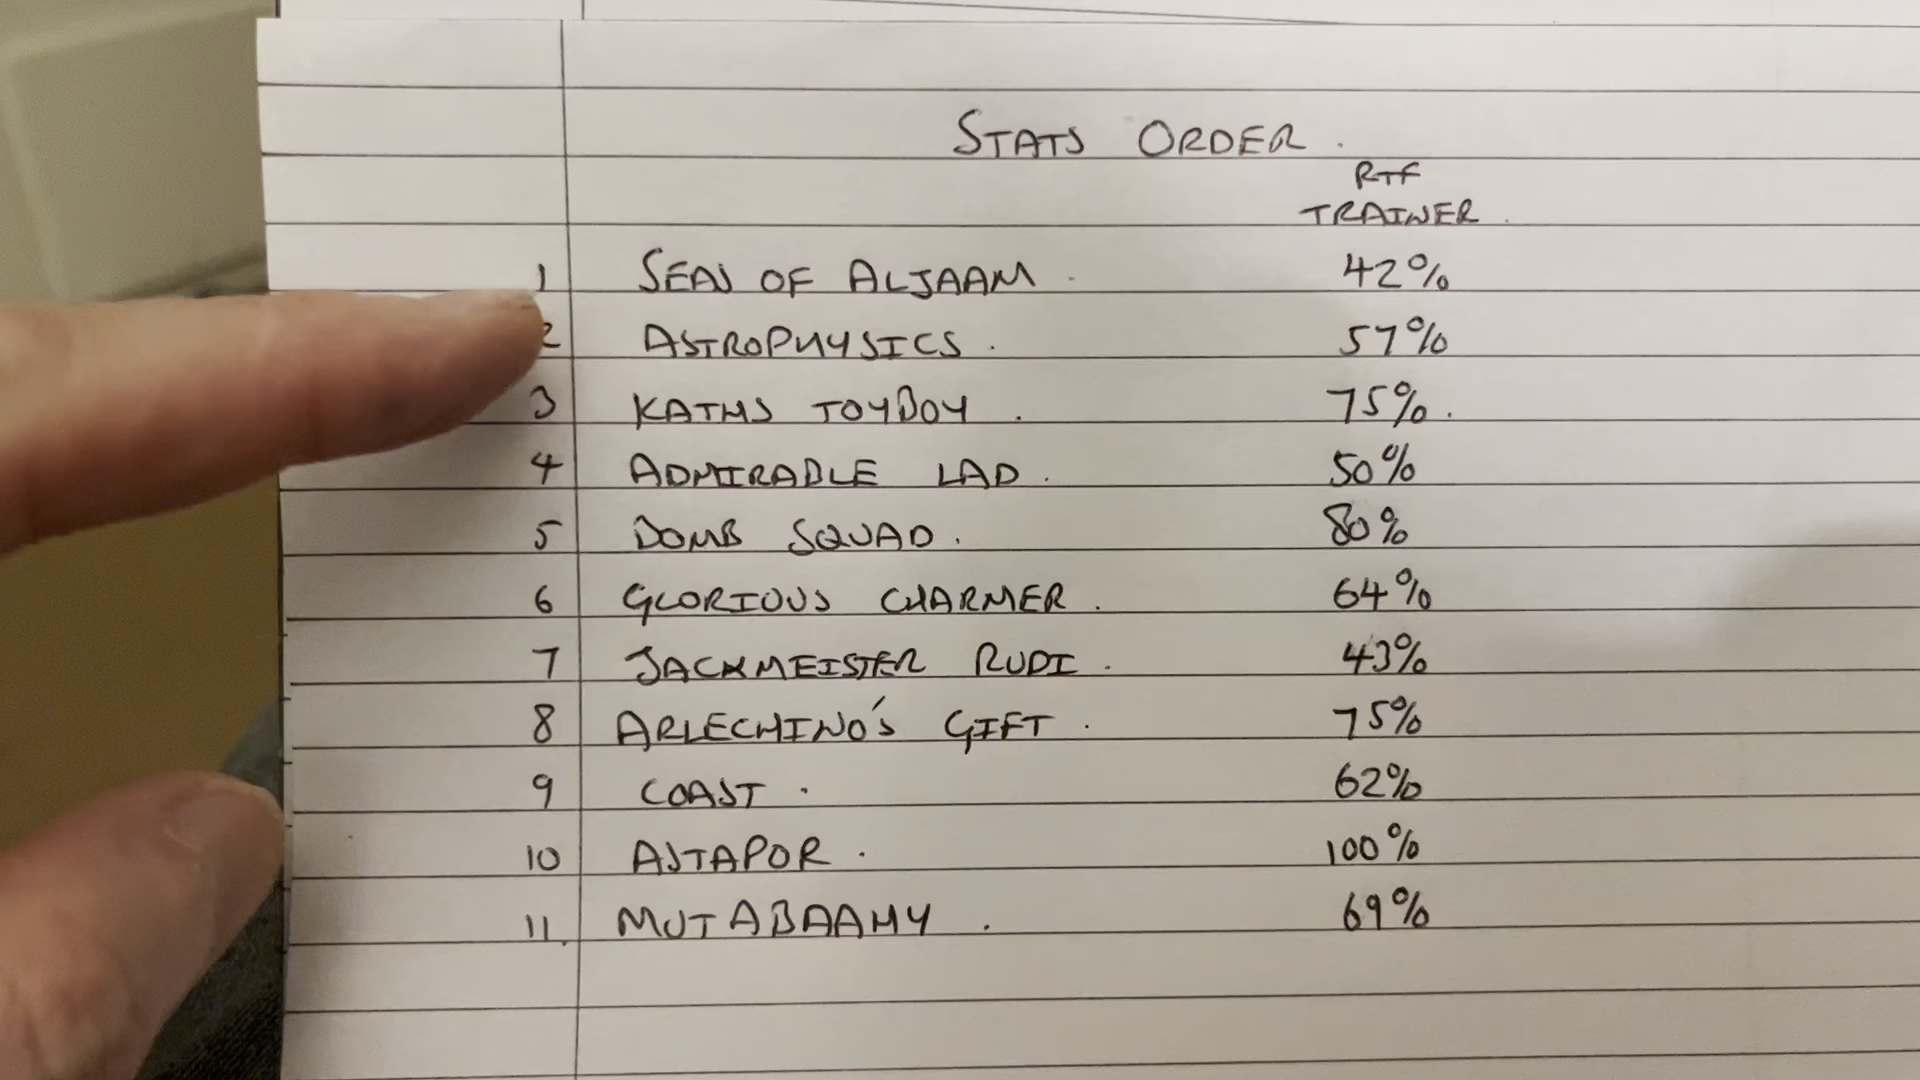 STATS ORDER.
RTF
TRAINER.
1 SEAS OF ALJAAM. 42%
2 ASTROPHYSICS. 57%
3 KATHS TOYBOY. 75%.
4 ADMIRABLE LAD. 50%
5 BOMB SQUAD. 80%
6 GLORIOUS CHARMER. 64%
7 JACKMEISTER RUDI. 43%
8 ARLECHINO'S GIFT. 75%
9 COAST. 62%
10 ASTAPOR. 100%
11. MUTABAAHY. 69%